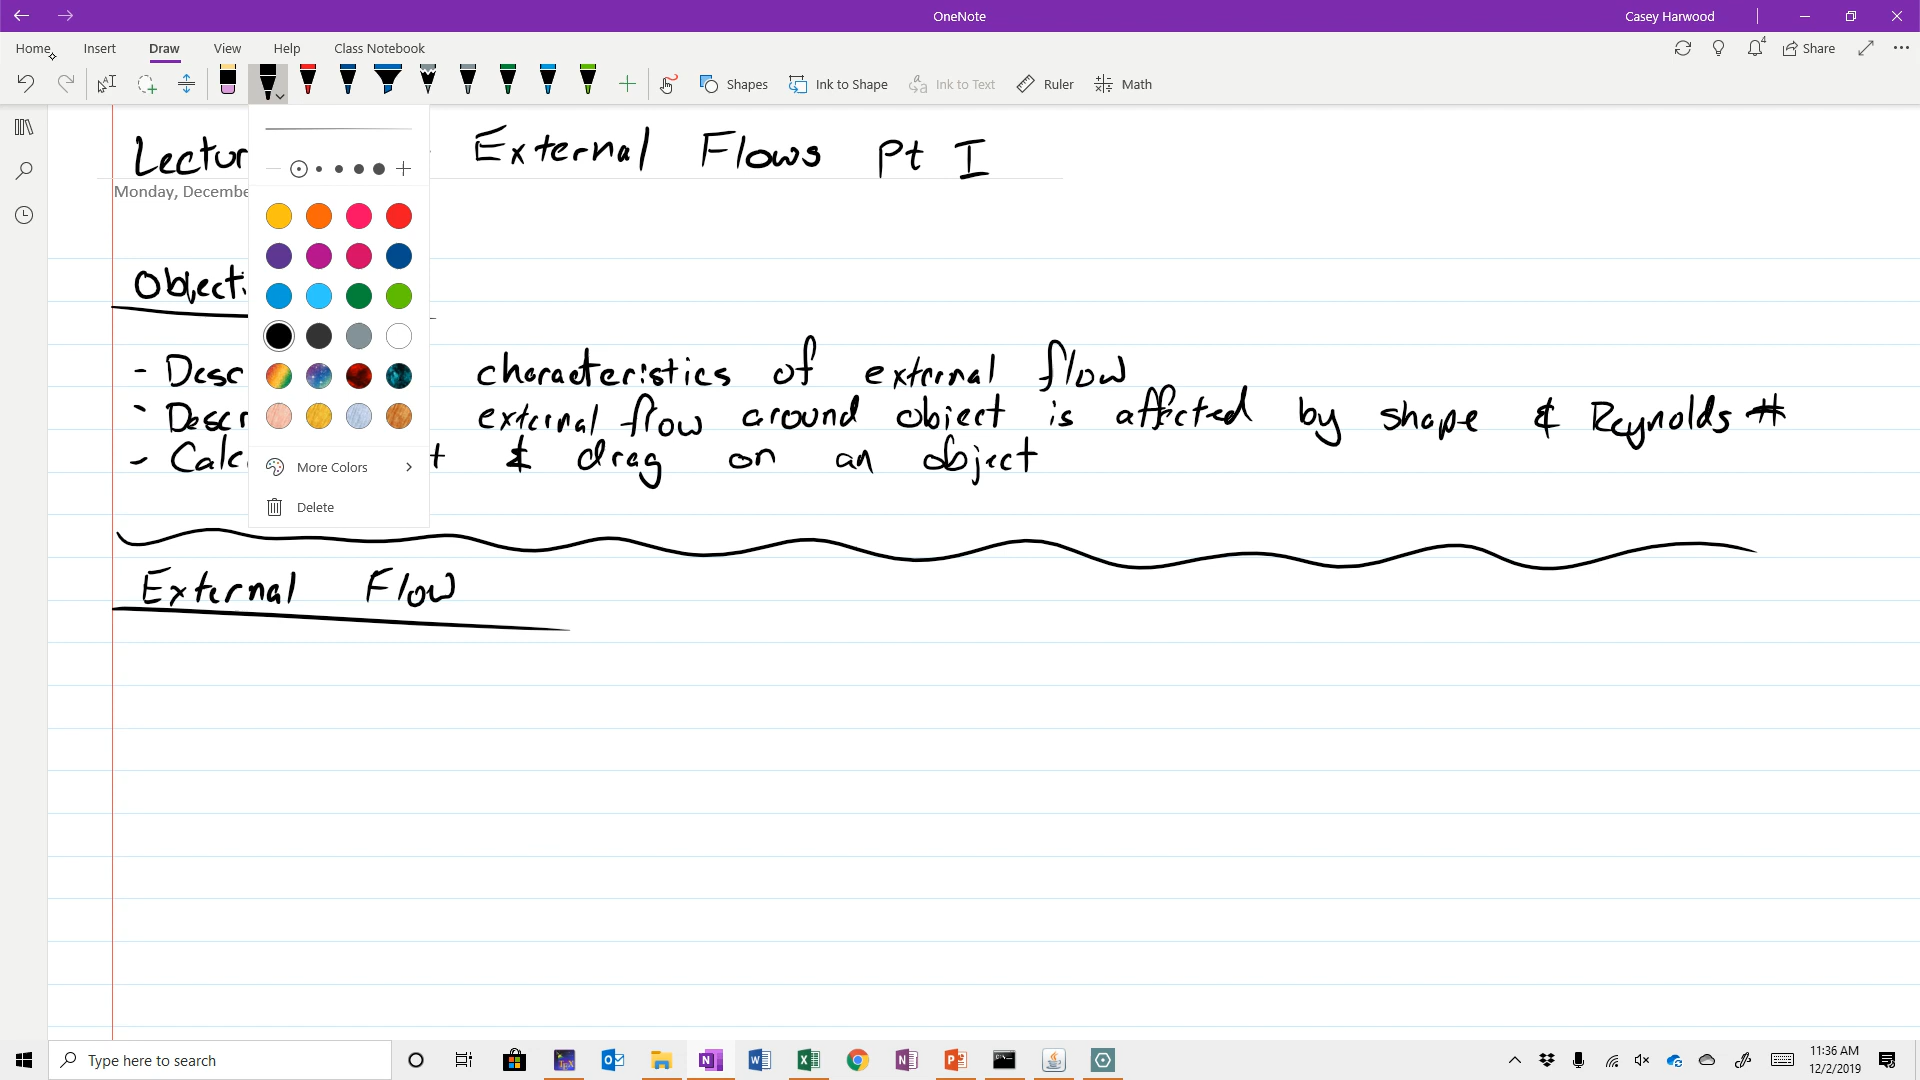 OneNote
Casey Harwood
Home Insert Draw View Help Class Notebook
4
Share
Shapes Ink to Shape Ink to Text Ruler Math
Lectur External Flows Pt I
Monday, Decembe
Objecti
- Desc characteristics of external flow
- Descr external flow around object is affected by shape & Reynolds #
- Calc t & drag on an object
More Colors
Delete
External Flow
Type here to search
11:36 AM
12/2/2019